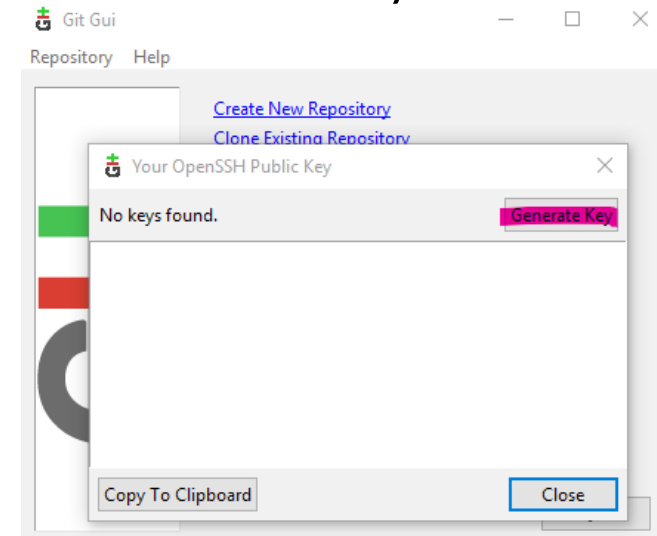 Git Gui
Repository Help
Create New Repository
Clone Existing Repository
Your OpenSSH Public Key
No keys found.
Generate Key
Copy To Clipboard
Close